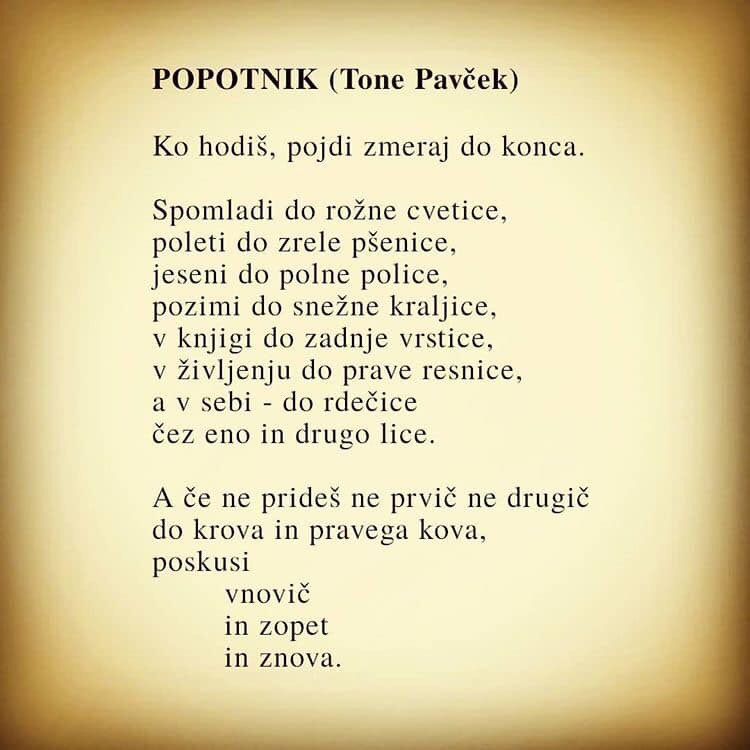 POPOTNIK (Tone Pavček)
Ko hodiš, pojdi zmeraj do konca.
Spomladi do rožne cvetice,
poleti do zrele pšenice,
jeseni do polne police,
pozimi do snežne kraljice,
v knjigi do zadnje vrstice,
v življenju do prave resnice,
a v sebi - do rdečice
čez eno in drugo lice.
A če ne prideš ne prvič ne drugič
do krova in pravega kova,
poskusi
vnovič
in zopet
in znova.